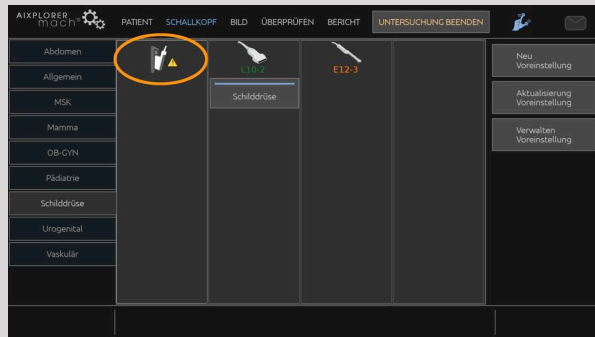 AIXPLORER
mach
PATIENT SCHALLKOPF BILD ÜBERPRÜFEN BERICHT UNTERSUCHUNG BEENDEN
Abdomen
Allgemein
MSK
Mamma
OB-GYN
Pädiatrie
Schilddrüse
Urogenital
Vaskulär
L10-2
Schilddrüse
E12-3
Neu
Voreinstellung
Aktualisierung
Voreinstellung
Verwalten
Voreinstellung